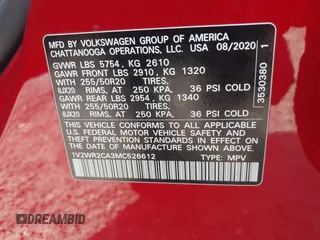 MFD BY VOLKSWAGEN GROUP OF AMERICA
CHATTANOOGA OPERATIONS, LLC. USA 08/2020
GVWR LBS 5754, KG 2610
GAWR FRONT LBS 2910, KG 1320
WITH: 255/50R20 TIRES,
8JX20 RIMS, AT 250 KPA, 36 PSI COLD
GAWR REAR LBS 2954, KG 1340
WITH: 255/50R20 TIRES,
8JX20 RIMS, AT 250 KPA, 36 PSI COLD
THIS VEHICLE CONFORMS TO ALL APPLICABLE
U.S. FEDERAL MOTOR VEHICLE SAFETY
STANDARDS IN EFFECT ON THE DATE OF
MANUFACTURE SHOWN ABOVE.
1V2WR2CA3MC526612 TYPE: MPV
3530380 1
DREAMBID